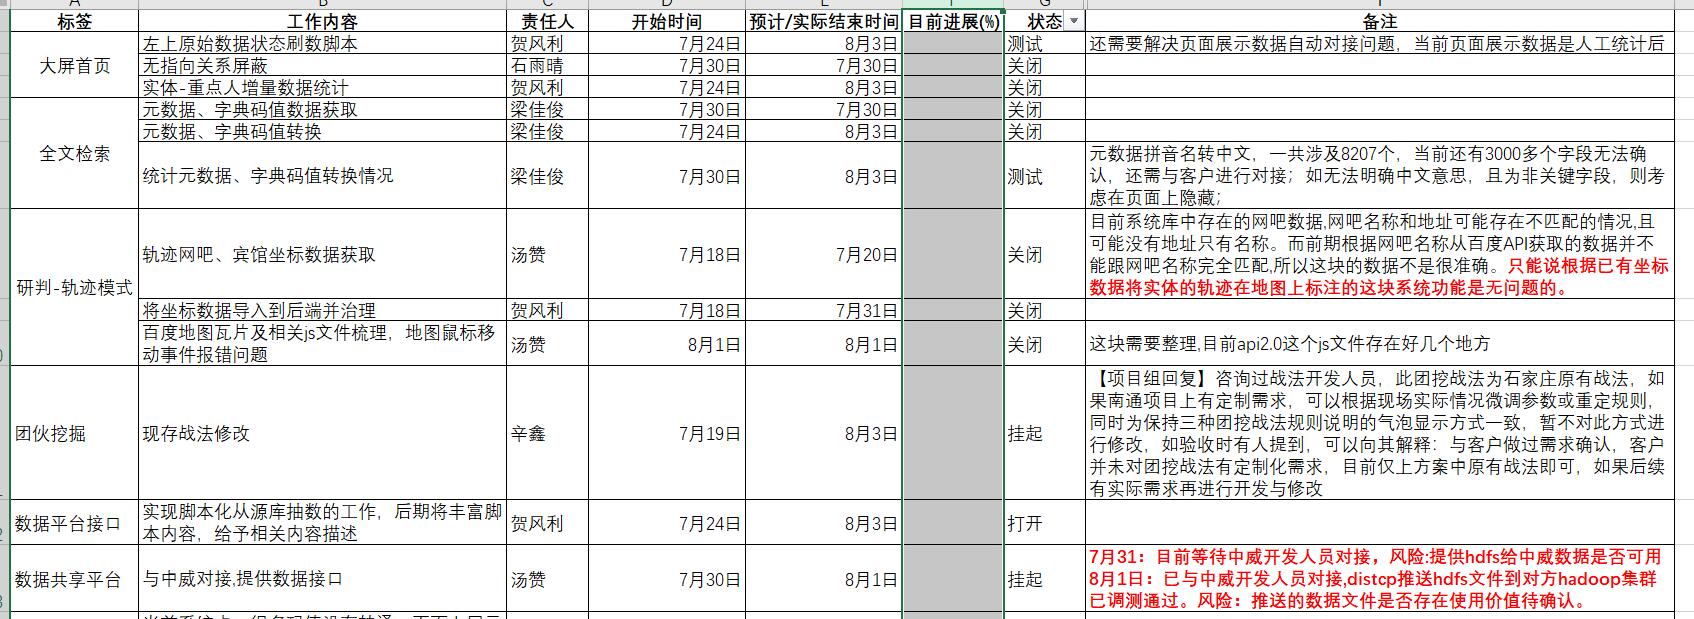 标签 工作内容 责任人 开始时间 预计/实际结束时间 目前进展(%) 状态 备注
大屏首页
左上原始数据状态刷数脚本 贺风利 7月24日 8月3日 测试 还需要解决页面展示数据自动对接问题，当前页面展示数据是人工统计后
无指向关系屏蔽 石雨晴 7月30日 7月30日 关闭
实体-重点人增量数据统计 贺风利 7月24日 8月3日 关闭
全文检索
元数据、字典码值数据获取 梁佳俊 7月30日 7月30日 关闭
元数据、字典码值转换 梁佳俊 7月24日 8月3日 关闭
统计元数据、字典码值转换情况 梁佳俊 7月30日 8月3日 测试
元数据拼音名转中文，一共涉及8207个，当前还有3000多个字段无法确
认，还需与客户进行对接；如无法明确中文意思，且为非关键字段，则考
虑在页面上隐藏；
研判-轨迹模式
轨迹网吧、宾馆坐标数据获取 汤赞 7月18日 7月20日 关闭
目前系统库中存在的网吧数据,网吧名称和地址可能存在不匹配的情况,且
可能没有地址只有名称。而前期根据网吧名称从百度API获取的数据并不
能跟网吧名称完全匹配,所以这块的数据不是很准确。只能说根据已有坐标
数据将实体的轨迹在地图上标注的这块系统功能是无问题的。
将坐标数据导入到后端并治理 贺风利 7月18日 7月31日 关闭
百度地图瓦片及相关js文件梳理，地图鼠标移
动事件报错问题
汤赞 8月1日 8月1日 关闭 这块需要整理,目前api2.0这个js文件存在好几个地方
团伙挖掘 现存战法修改 辛鑫 7月19日 8月3日 挂起
【项目组回复】咨询过战法开发人员，此团挖战法为石家庄原有战法，如
果南通项目上有定制需求，可以根据现场实际情况微调参数或重定规则，
同时为保持三种团挖战法规则说明的气泡显示方式一致，暂不对此方式进
行修改，如验收时有人提到，可以向其解释：与客户做过需求确认，客户
并未对团挖战法有定制化需求，目前仅上方案中原有战法即可，如果后续
有实际需求再进行开发与修改
数据平台接口
实现脚本化从源库抽数的工作，后期将丰富脚
本内容，给予相关内容描述
贺风利 7月24日 8月3日 打开
数据共享平台 与中威对接,提供数据接口 汤赞 7月30日 8月1日 挂起
7月31：目前等待中威开发人员对接，风险:提供hdfs给中威数据是否可用
8月1日：已与中威开发人员对接,distcp推送hdfs文件到对方hadoop集群
已调测通过。风险：推送的数据文件是否存在使用价值待确认。